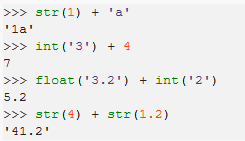 >>> str(1) + 'a'
'1a'
>>> int('3') + 4
7
>>> float('3.2') + int('2')
5.2
>>> str(4) + str(1.2)
'41.2'